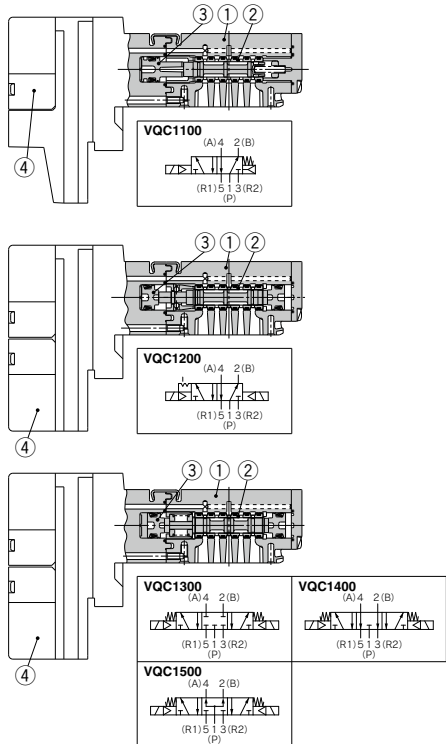 ③ ① ②
④
VQC1100
(A)4 2(B)
(R1)5 1 3(R2)
(P)
③ ① ②
④
VQC1200
(A)4 2(B)
(R1)5 1 3(R2)
(P)
③ ① ②
④
VQC1300
(A)4 2(B)
(R1)5 1 3(R2)
(P)
VQC1400
(A)4 2(B)
(R1)5 1 3(R2)
(P)
VQC1500
(A)4 2(B)
(R1)5 1 3(R2)
(P)